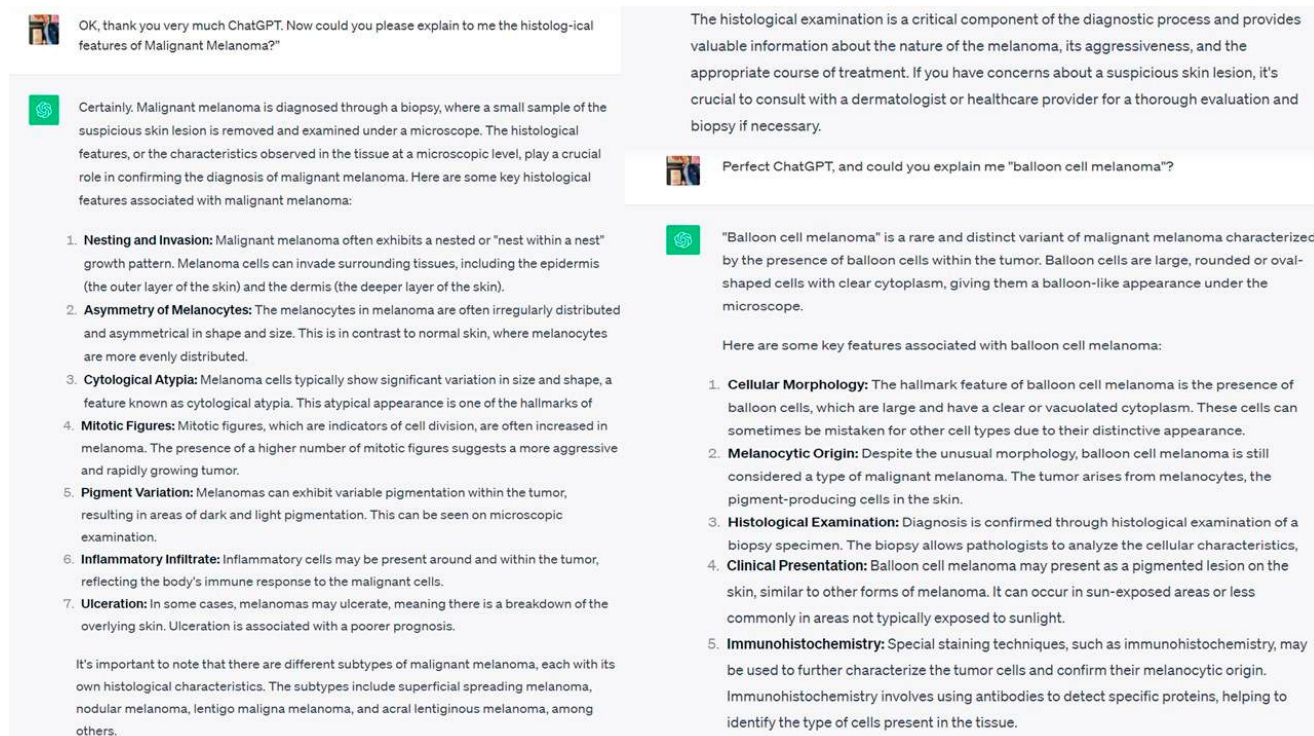 OK, thank you very much ChatGPT. Now could you please explain to me the histolog-ical
features of Malignant Melanoma?”
Certainly. Malignant melanoma is diagnosed through a biopsy, where a small sample of the
suspicious skin lesion is removed and examined under a microscope. The histological
features, or the characteristics observed in the tissue at a microscopic level, play a crucial
role in confirming the diagnosis of malignant melanoma. Here are some key histological
features associated with malignant melanoma:
1. Nesting and Invasion: Malignant melanoma often exhibits a nested or "nest within a nest"
growth pattern. Melanoma cells can invade surrounding tissues, including the epidermis
(the outer layer of the skin) and the dermis (the deeper layer of the skin).
2. Asymmetry of Melanocytes: The melanocytes in melanoma are often irregularly distributed
and asymmetrical in shape and size. This is in contrast to normal skin, where melanocytes
are more evenly distributed.
3. Cytological Atypia: Melanoma cells typically show significant variation in size and shape, a
feature known as cytological atypia. This atypical appearance is one of the hallmarks of
4. Mitotic Figures: Mitotic figures, which are indicators of cell division, are often increased in
melanoma. The presence of a higher number of mitotic figures suggests a more aggressive
and rapidly growing tumor.
5. Pigment Variation: Melanomas can exhibit variable pigmentation within the tumor,
resulting in areas of dark and light pigmentation. This can be seen on microscopic
examination.
6. Inflammatory Infiltrate: Inflammatory cells may be present around and within the tumor,
reflecting the body's immune response to the malignant cells.
7. Ulceration: In some cases, melanomas may ulcerate, meaning there is a breakdown of the
overlying skin. Ulceration is associated with a poorer prognosis.
It's important to note that there are different subtypes of malignant melanoma, each with its
own histological characteristics. The subtypes include superficial spreading melanoma,
nodular melanoma, lentigo maligna melanoma, and acral lentiginous melanoma, among
others.
The histological examination is a critical component of the diagnostic process and provides
valuable information about the nature of the melanoma, its aggressiveness, and the
appropriate course of treatment. If you have concerns about a suspicious skin lesion, it's
crucial to consult with a dermatologist or healthcare provider for a thorough evaluation and
biopsy if necessary.
Perfect ChatGPT, and could you explain me "balloon cell melanoma"?
"Balloon cell melanoma" is a rare and distinct variant of malignant melanoma characterized
by the presence of balloon cells within the tumor. Balloon cells are large, rounded or oval-
shaped cells with clear cytoplasm, giving them a balloon-like appearance under the
microscope.
Here are some key features associated with balloon cell melanoma:
1. Cellular Morphology: The hallmark feature of balloon cell melanoma is the presence of
balloon cells, which are large and have a clear or vacuolated cytoplasm. These cells can
sometimes be mistaken for other cell types due to their distinctive appearance.
2. Melanocytic Origin: Despite the unusual morphology, balloon cell melanoma is still
considered a type of malignant melanoma. The tumor arises from melanocytes, the
pigment-producing cells in the skin.
3. Histological Examination: Diagnosis is confirmed through histological examination of a
biopsy specimen. The biopsy allows pathologists to analyze the cellular characteristics,
4. Clinical Presentation: Balloon cell melanoma may present as a pigmented lesion on the
skin, similar to other forms of melanoma. It can occur in sun-exposed areas or less
commonly in areas not typically exposed to sunlight.
5. Immunohistochemistry: Special staining techniques, such as immunohistochemistry, may
be used to further characterize the tumor cells and confirm their melanocytic origin.
Immunohistochemistry involves using antibodies to detect specific proteins, helping to
identify the type of cells present in the tissue.